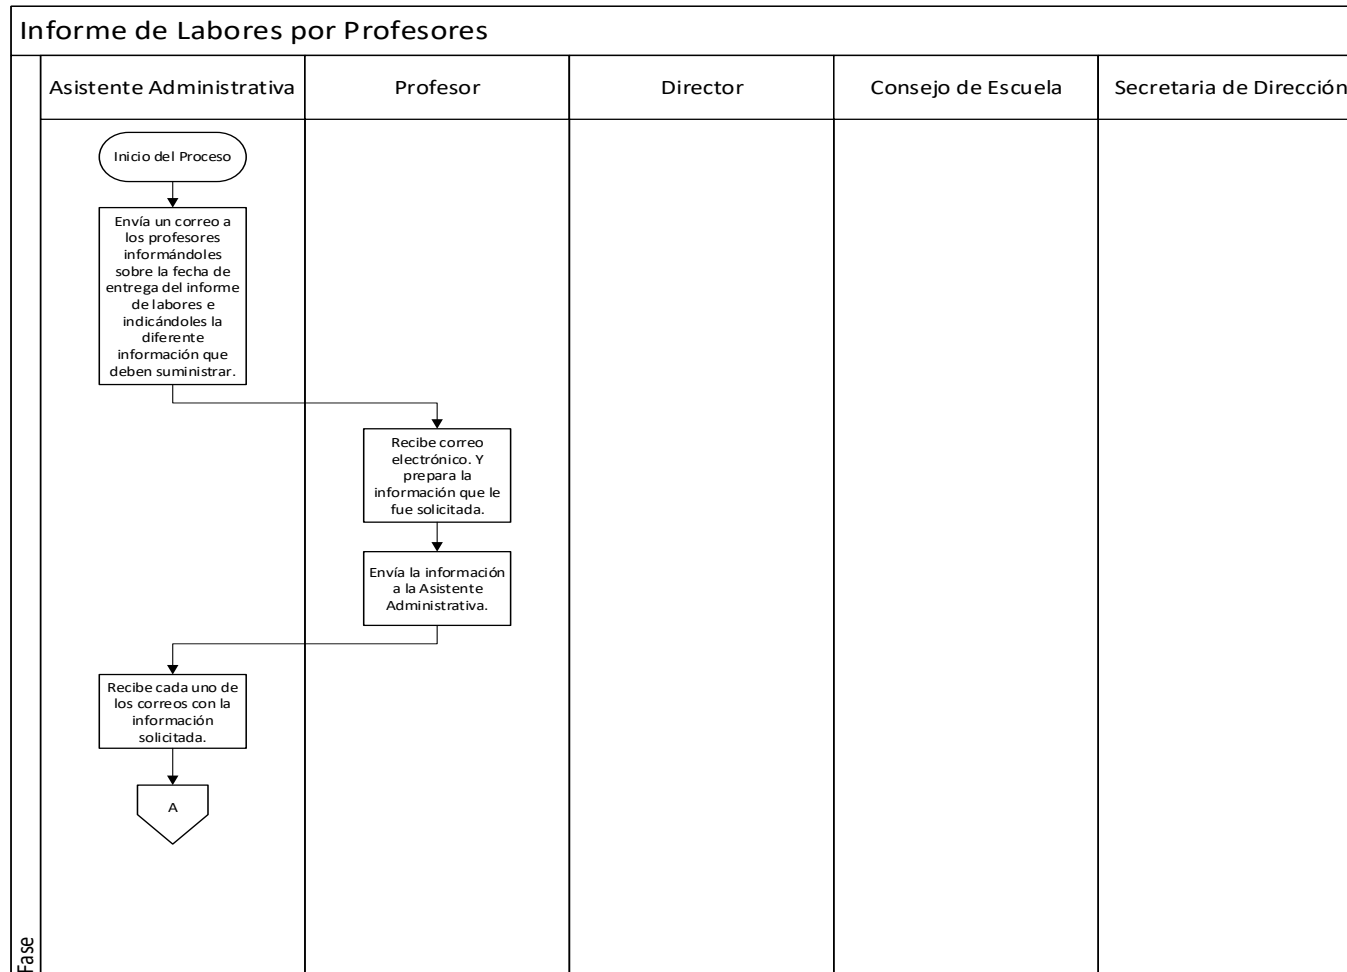 Informe de Labores por Profesores
Asistente Administrativa
Profesor
Director
Consejo de Escuela
Secretaria de Dirección
Inicio del Proceso
Envía un correo a
los profesores
informándoles
sobre la fecha de
entrega del informe
de labores e
indicándoles la
diferente
información que
deben suministrar.
Recibe correo
electrónico. Y
prepara la
información que le
fue solicitada.
Envía la información
a la Asistente
Administrativa.
Recibe cada uno de
los correos con la
información
solicitada.
A
Fase